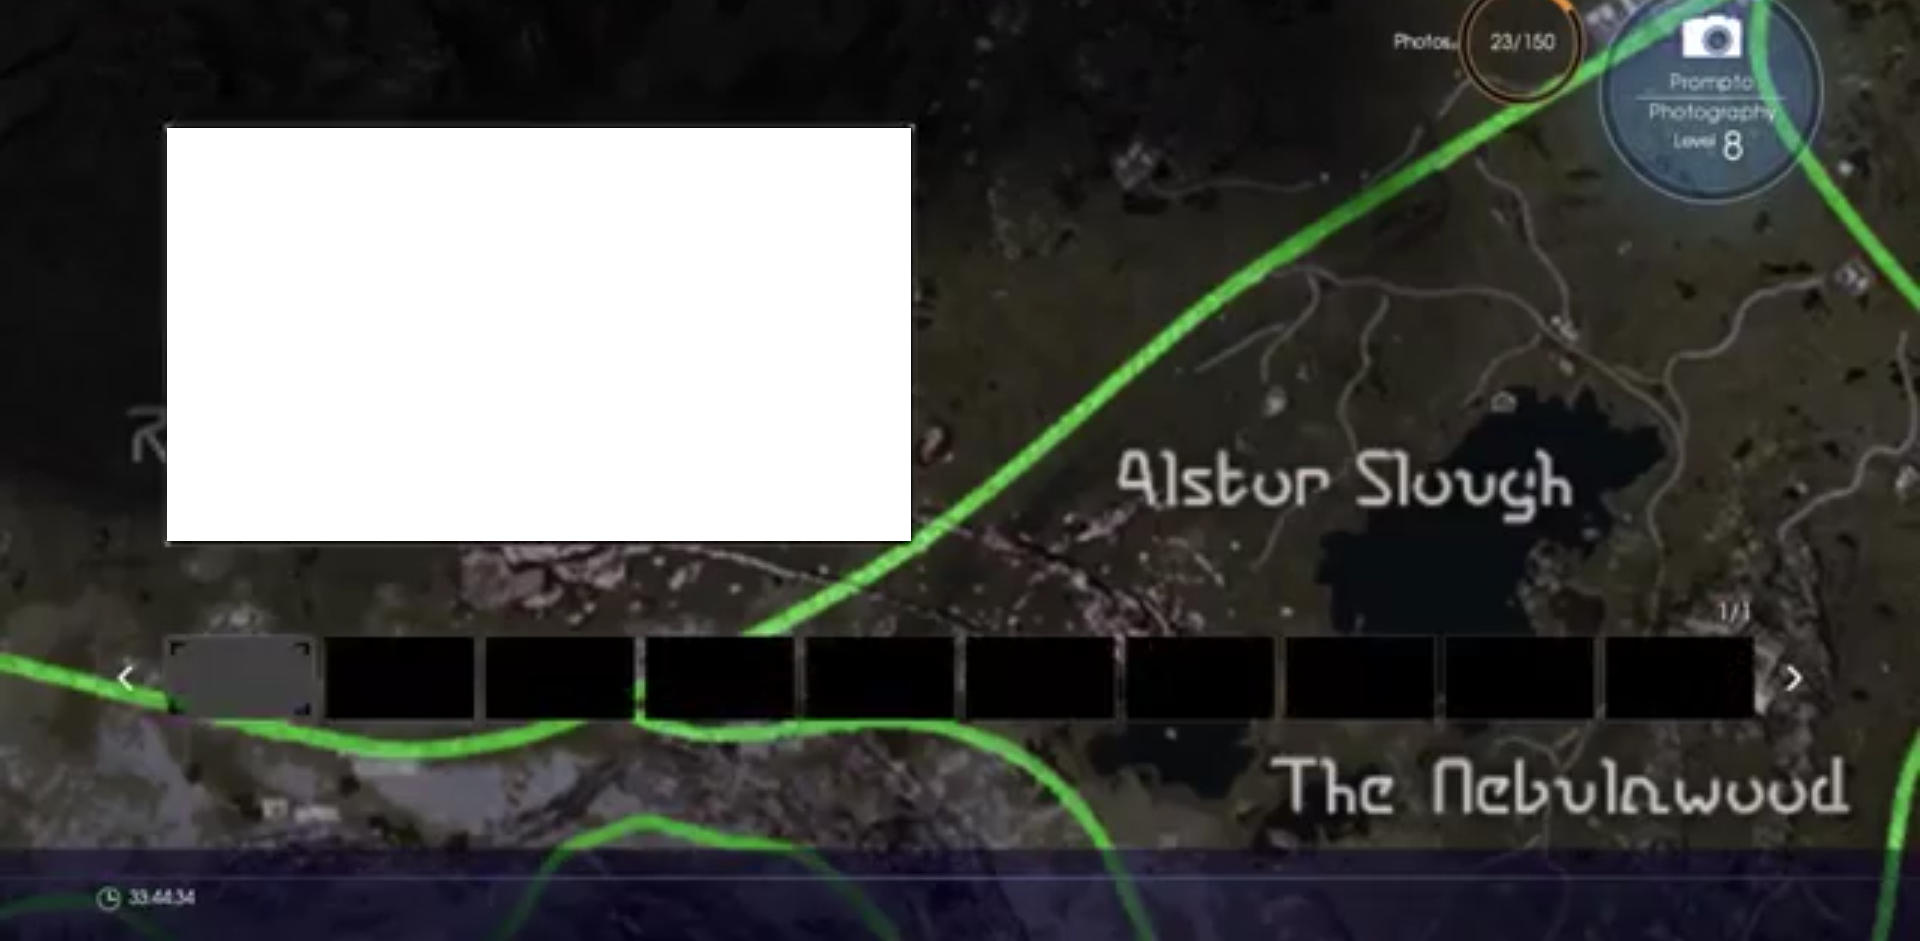 Photos
23/150
Prompto
Photography
Level 8
Alstor Slough
1/1
The Nebulawood
33:44:34